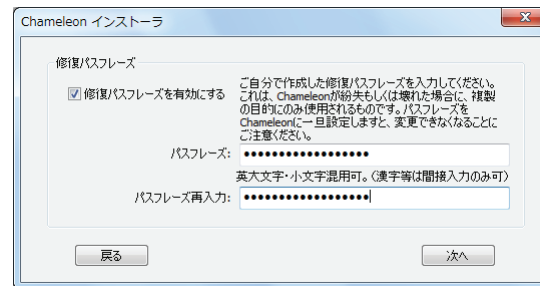 Chameleon インストーラ
修復パスフレーズ
修復パスフレーズを有効にする
ご自分で作成した修復パスフレーズを入力してください。
これは、Chameleonが紛失もしくは壊れた場合に、複製
の目的にのみ使用されるものです。パスフレーズを
Chameleonに一旦設定しますと、変更できなくなることに
ご注意ください。
パスフレーズ: ••••••••••••••••••
英大文字・小文字混用可。(漢字等は間接入力のみ可)
パスフレーズ再入力: ••••••••••••••••••
戻る
次へ